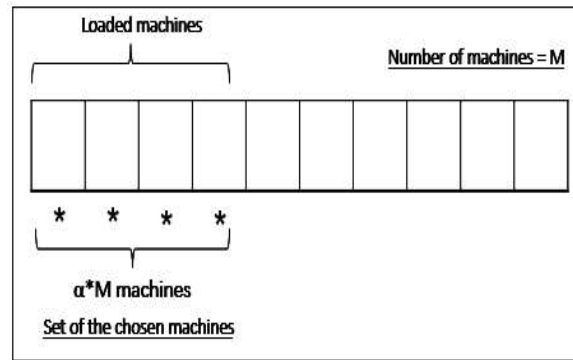 Loaded machines
Number of machines = M
* * * *
α*M machines
Set of the chosen machines